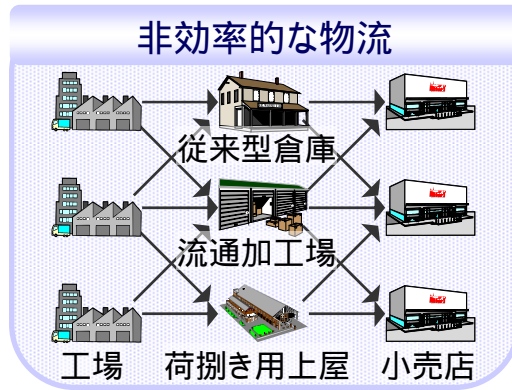 非効率的な物流
従来型倉庫
流通加工場
工場
荷捌き用上屋
小売店